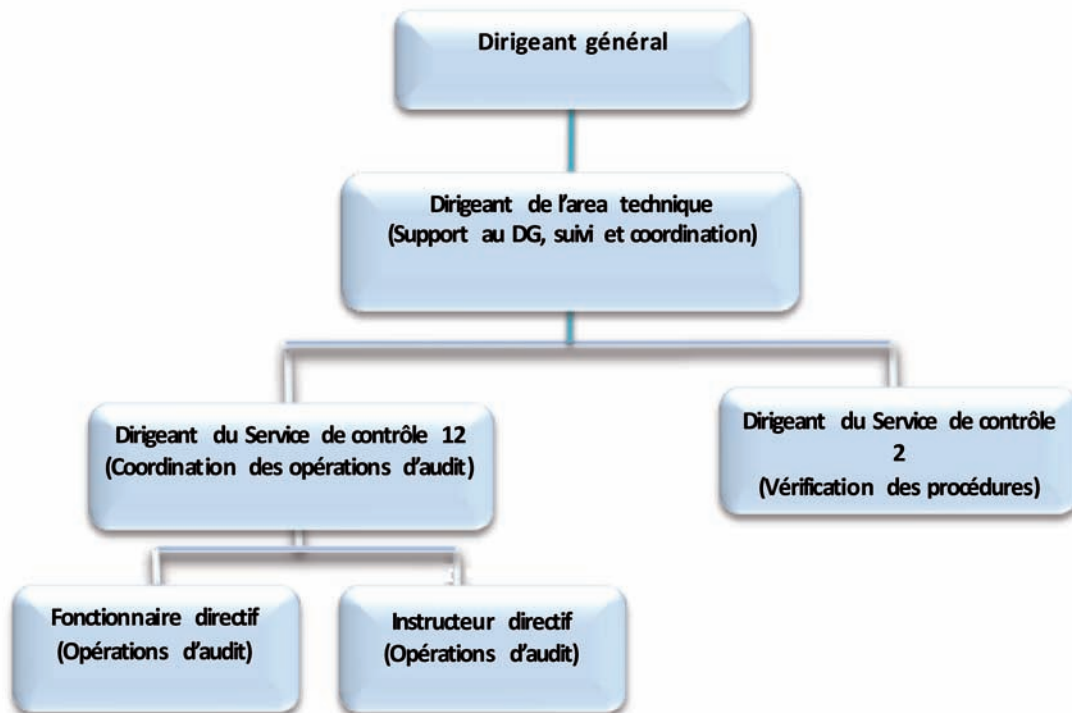 Dirigeant général
Dirigeant de l'area technique
(Support au DG, suivi et coordination)
Dirigeant du Service de contrôle 12
(Coordination des opérations d'audit)
Dirigeant du Service de contrôle
2
(Vérification des procédures)
Fonctionnaire directif
(Opérations d'audit)
Instructeur directif
(Opérations d'audit)